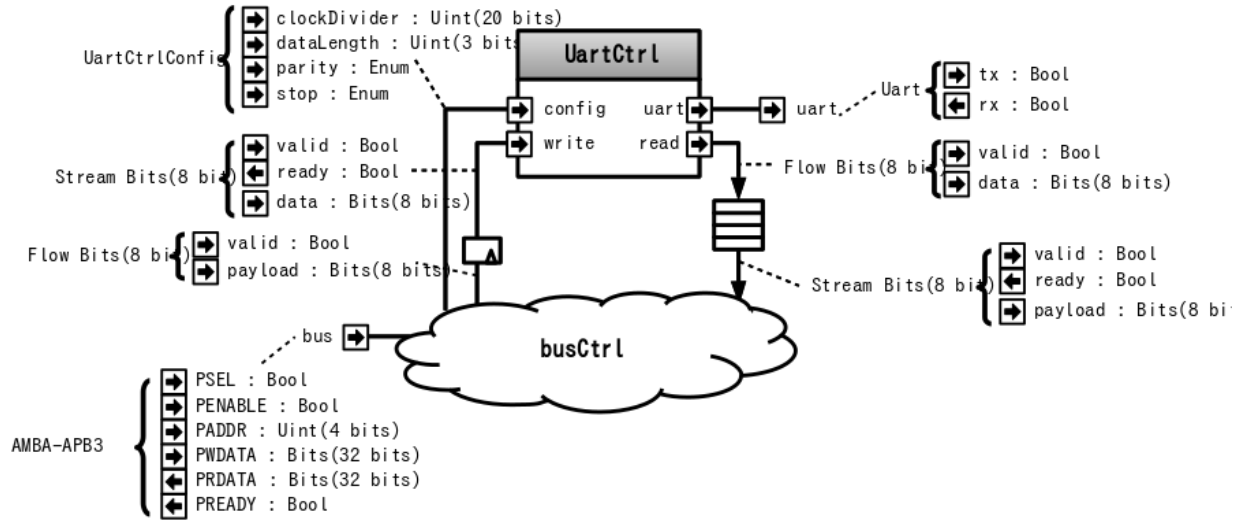 UartCtrlConfig
clockDivider : Uint(20 bits)
dataLength : Uint(3 bits
parity : Enum
stop : Enum
UartCtrl
config
uart
write
read
uart
Uart
tx : Bool
rx : Bool
Stream Bits(8 bit)
valid : Bool
ready : Bool
data : Bits(8 bits)
Flow Bits(8 bit)
valid : Bool
data : Bits(8 bits)
Flow Bits(8 bit)
valid : Bool
payload : Bits(8 bits)
Stream Bits(8 bit)
valid : Bool
ready : Bool
payload : Bits(8 bi
bus
busCtrl
AMBA-APB3
PSEL : Bool
PENABLE : Bool
PADDR : Uint(4 bits)
PWDATA : Bits(32 bits)
PRDATA : Bits(32 bits)
PREADY : Bool